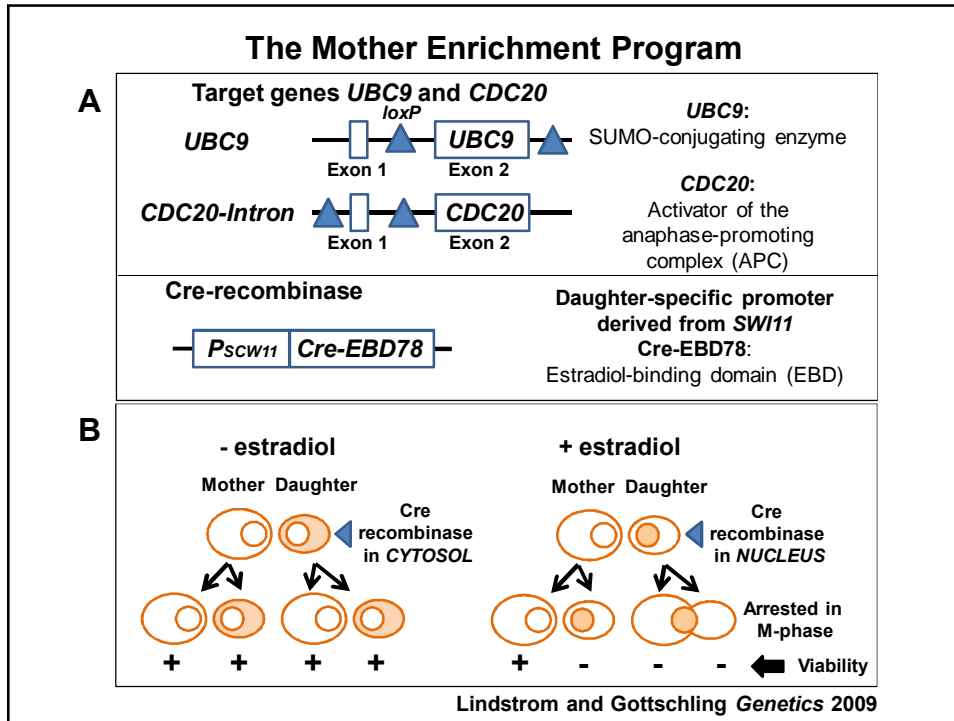 The Mother Enrichment Program
A
Target genes UBC9 and CDC20
loxP
UBC9
UBC9
Exon 1
Exon 2
UBC9:
SUMO-conjugating enzyme
CDC20-Intron
CDC20
Exon 1
Exon 2
CDC20:
Activator of the
anaphase-promoting
complex (APC)
Cre-recombinase
PSCW11
Cre-EBD78
Daughter-specific promoter
derived from SWI11
Cre-EBD78:
Estradiol-binding domain (EBD)
B
- estradiol
Mother Daughter
Cre
recombinase
in CYTOSOL
+ + + +
+ estradiol
Mother Daughter
Cre
recombinase
in NUCLEUS
Arrested in
M-phase
+ - - -
Viability
Lindstrom and Gottschling Genetics 2009